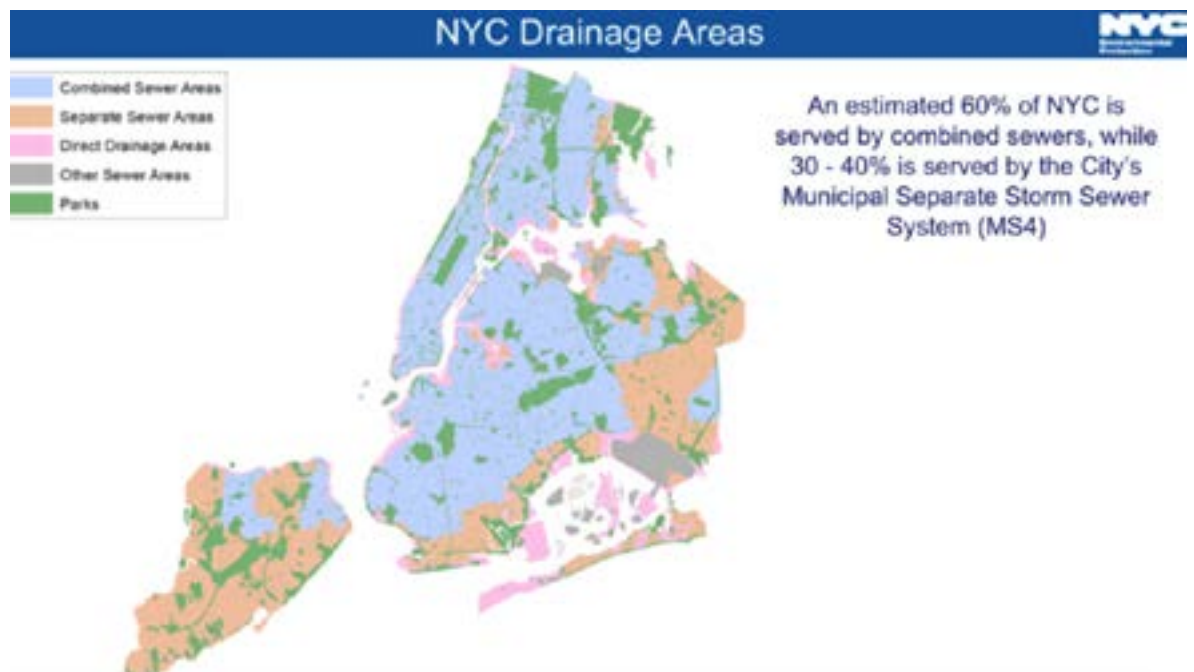 NYC Drainage Areas
NYC
Environmental
Protection
Combined Sewer Areas
Separate Sewer Areas
Direct Drainage Areas
Other Sewer Areas
Parks
An estimated 60% of NYC is
served by combined sewers, while
30 - 40% is served by the City's
Municipal Separate Storm Sewer
System (MS4)